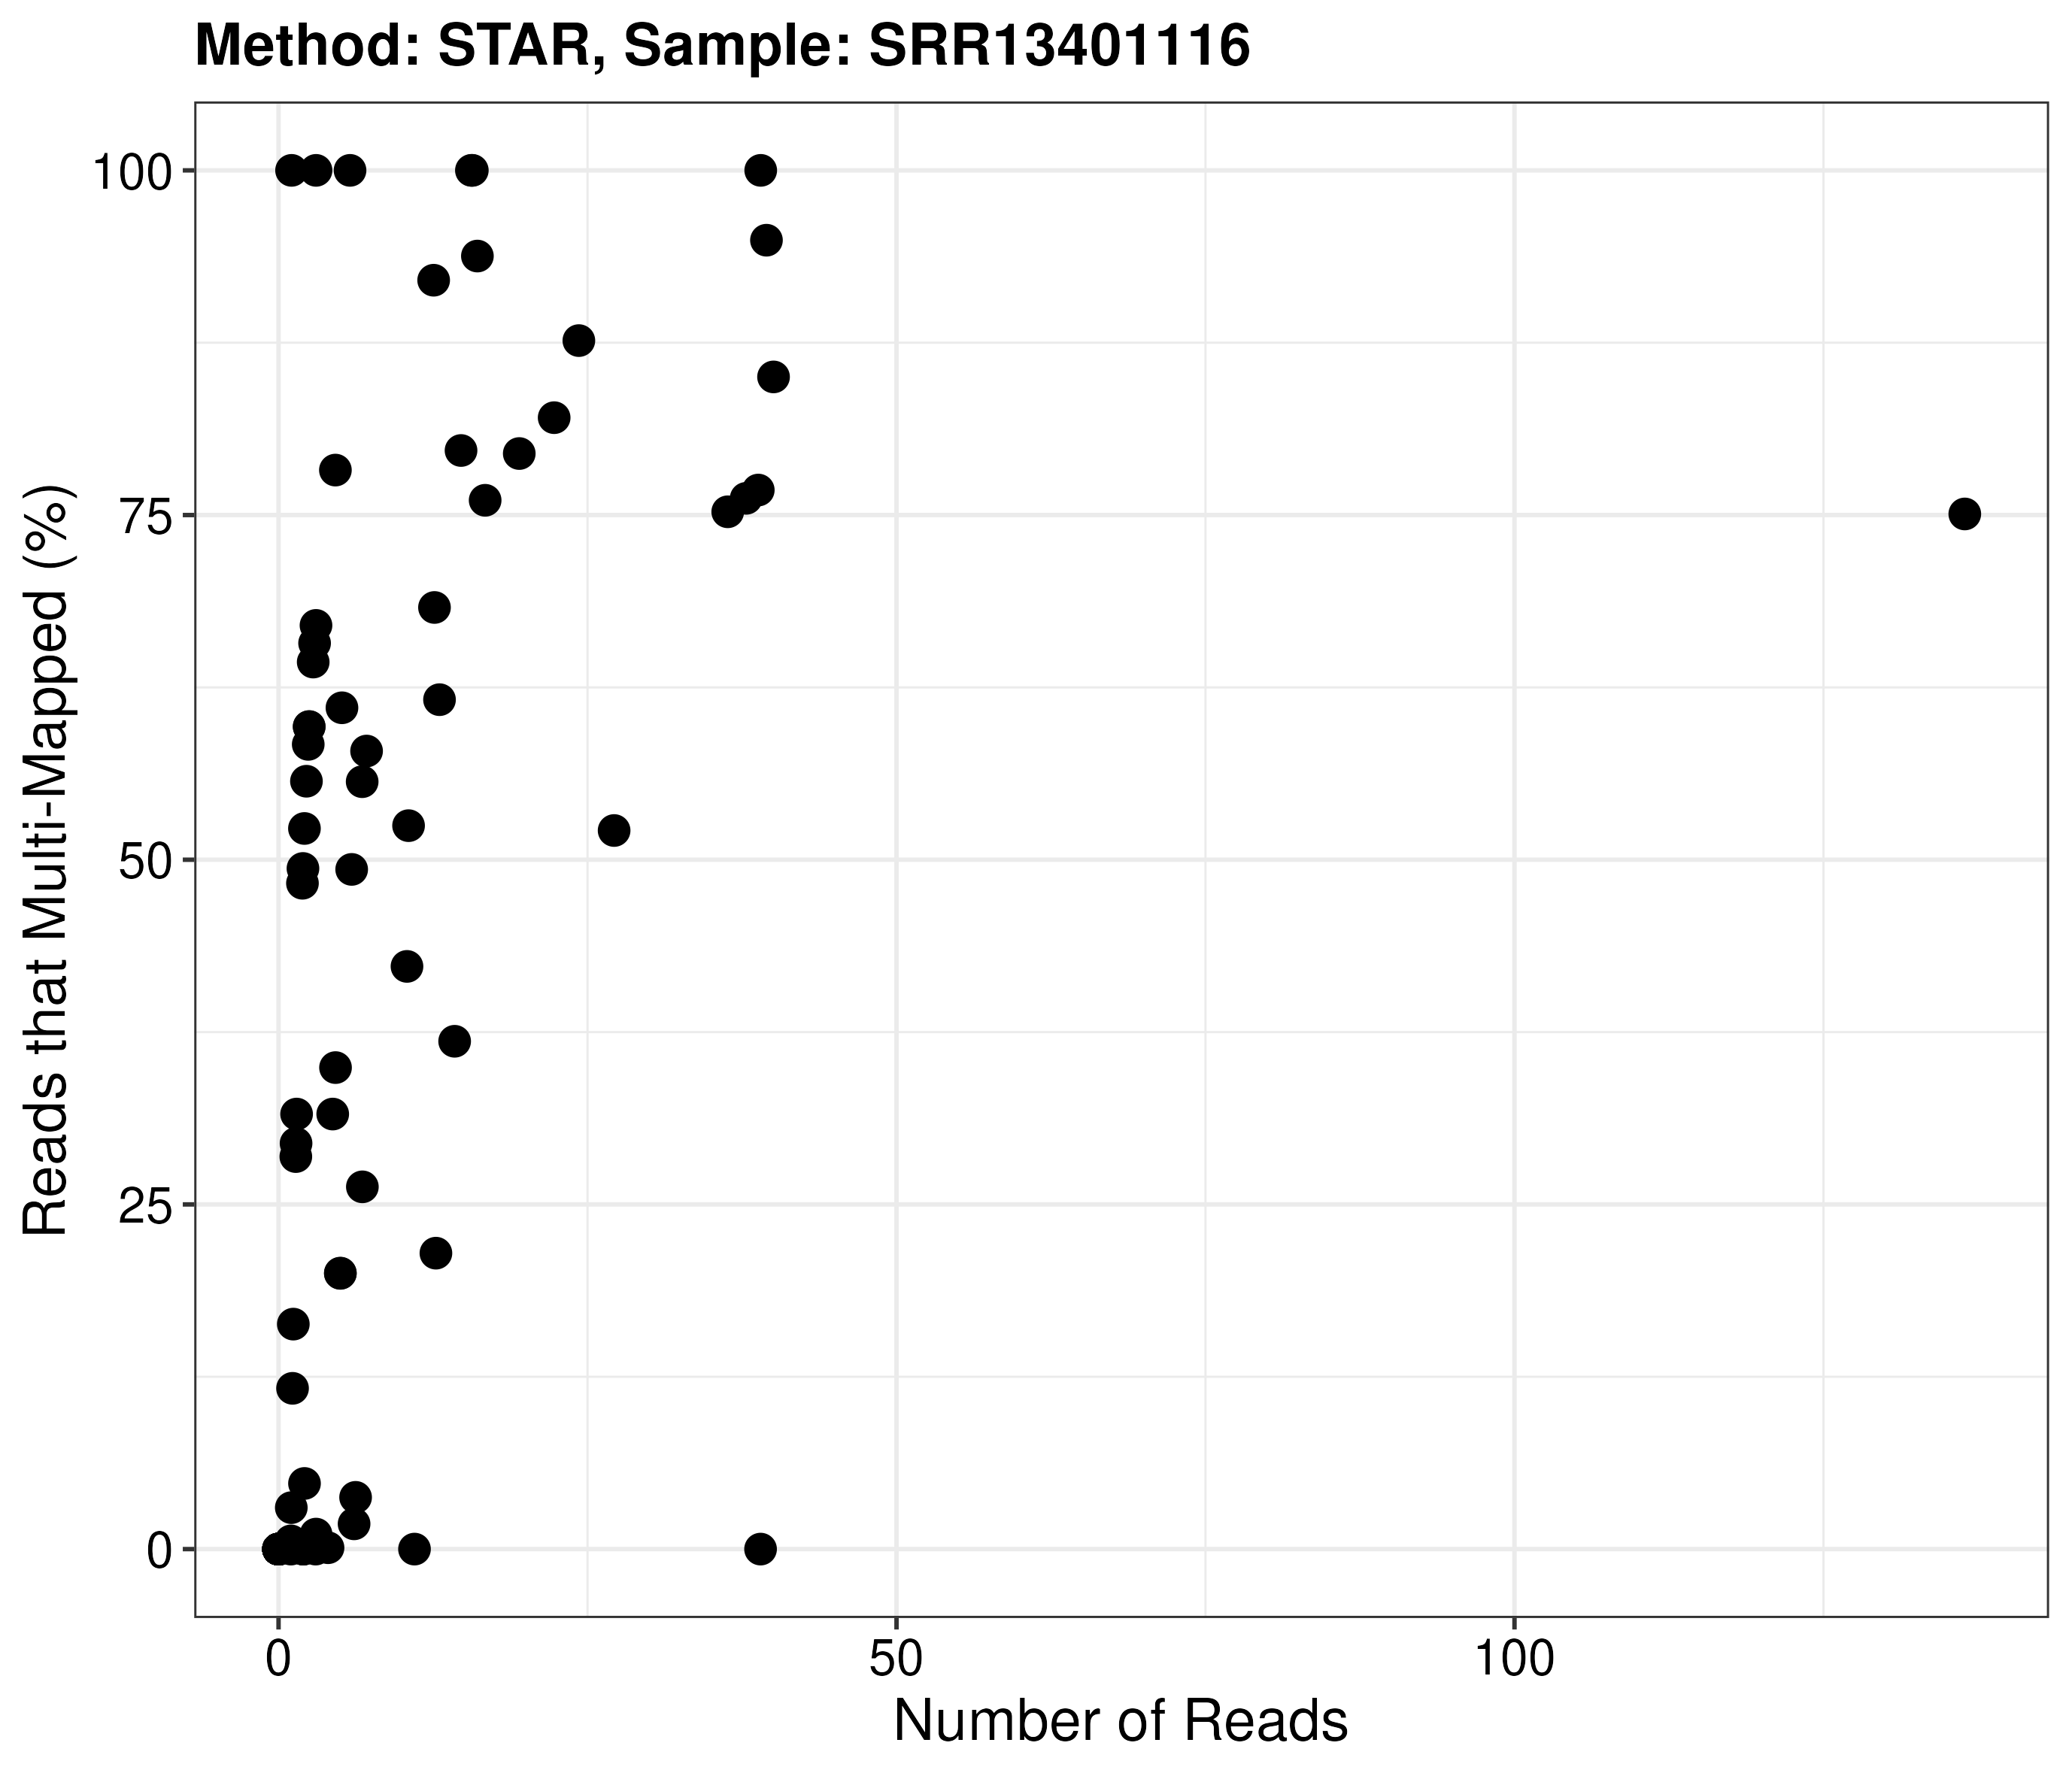 Method: STAR, Sample: SRR13401116
Reads that Multi-Mapped (%)
100
75
50
25
0
0 50 100
Number of Reads